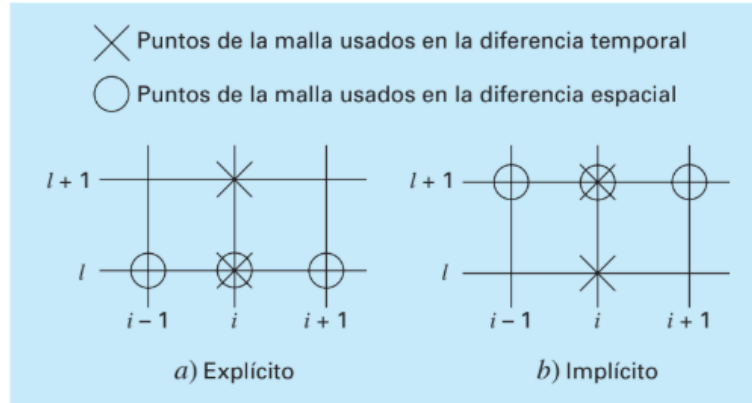 Puntos de la malla usados en la diferencia temporal
Puntos de la malla usados en la diferencia espacial
l + 1
l
i – 1 i i + 1
a) Explícito
l + 1
l
i – 1 i i + 1
b) Implícito